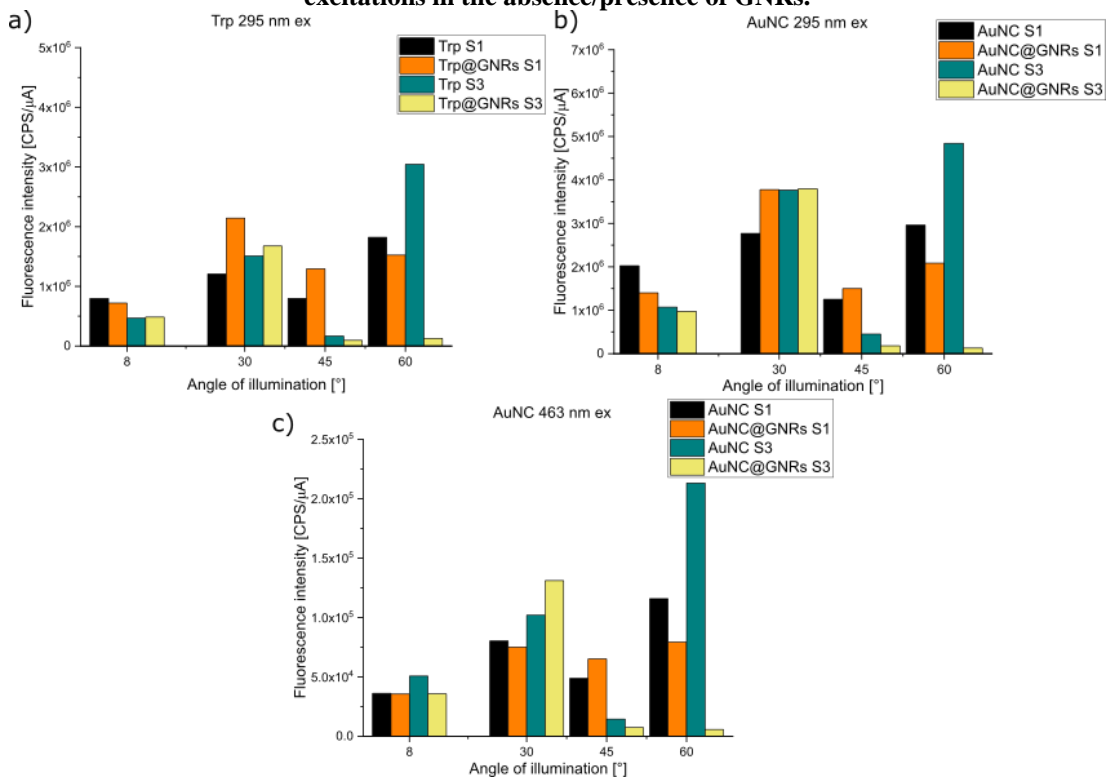 excitations in the absence/presence of GNRs.
a)
Trp 295 nm ex
Trp S1
Trp@GNRs S1
Trp S3
Trp@GNRs S3
Fluorescence intensity [CPS/μA]
5x10⁶
4x10⁶
3x10⁶
2x10⁶
1x10⁶
0
8 30 45 60
Angle of illumination [°]
b)
AuNC 295 nm ex
AuNC S1
AuNC@GNRs S1
AuNC S3
AuNC@GNRs S3
Fluorescence intensity [CPS/μA]
7x10⁶
6x10⁶
5x10⁶
4x10⁶
3x10⁶
2x10⁶
1x10⁶
0
8 30 45 60
Angle of illumination [°]
c)
AuNC 463 nm ex
AuNC S1
AuNC@GNRs S1
AuNC S3
AuNC@GNRs S3
Fluorescence intensity [CPS/μA]
2.5x10⁵
2.0x10⁵
1.5x10⁵
1.0x10⁵
5.0x10⁴
0.0
8 30 45 60
Angle of illumination [°]